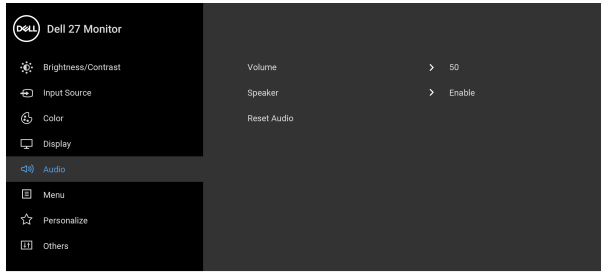 DELL Dell 27 Monitor
Brightness/Contrast
Input Source
Color
Display
Audio
Menu
Personalize
Others
Volume > 50
Speaker > Enable
Reset Audio